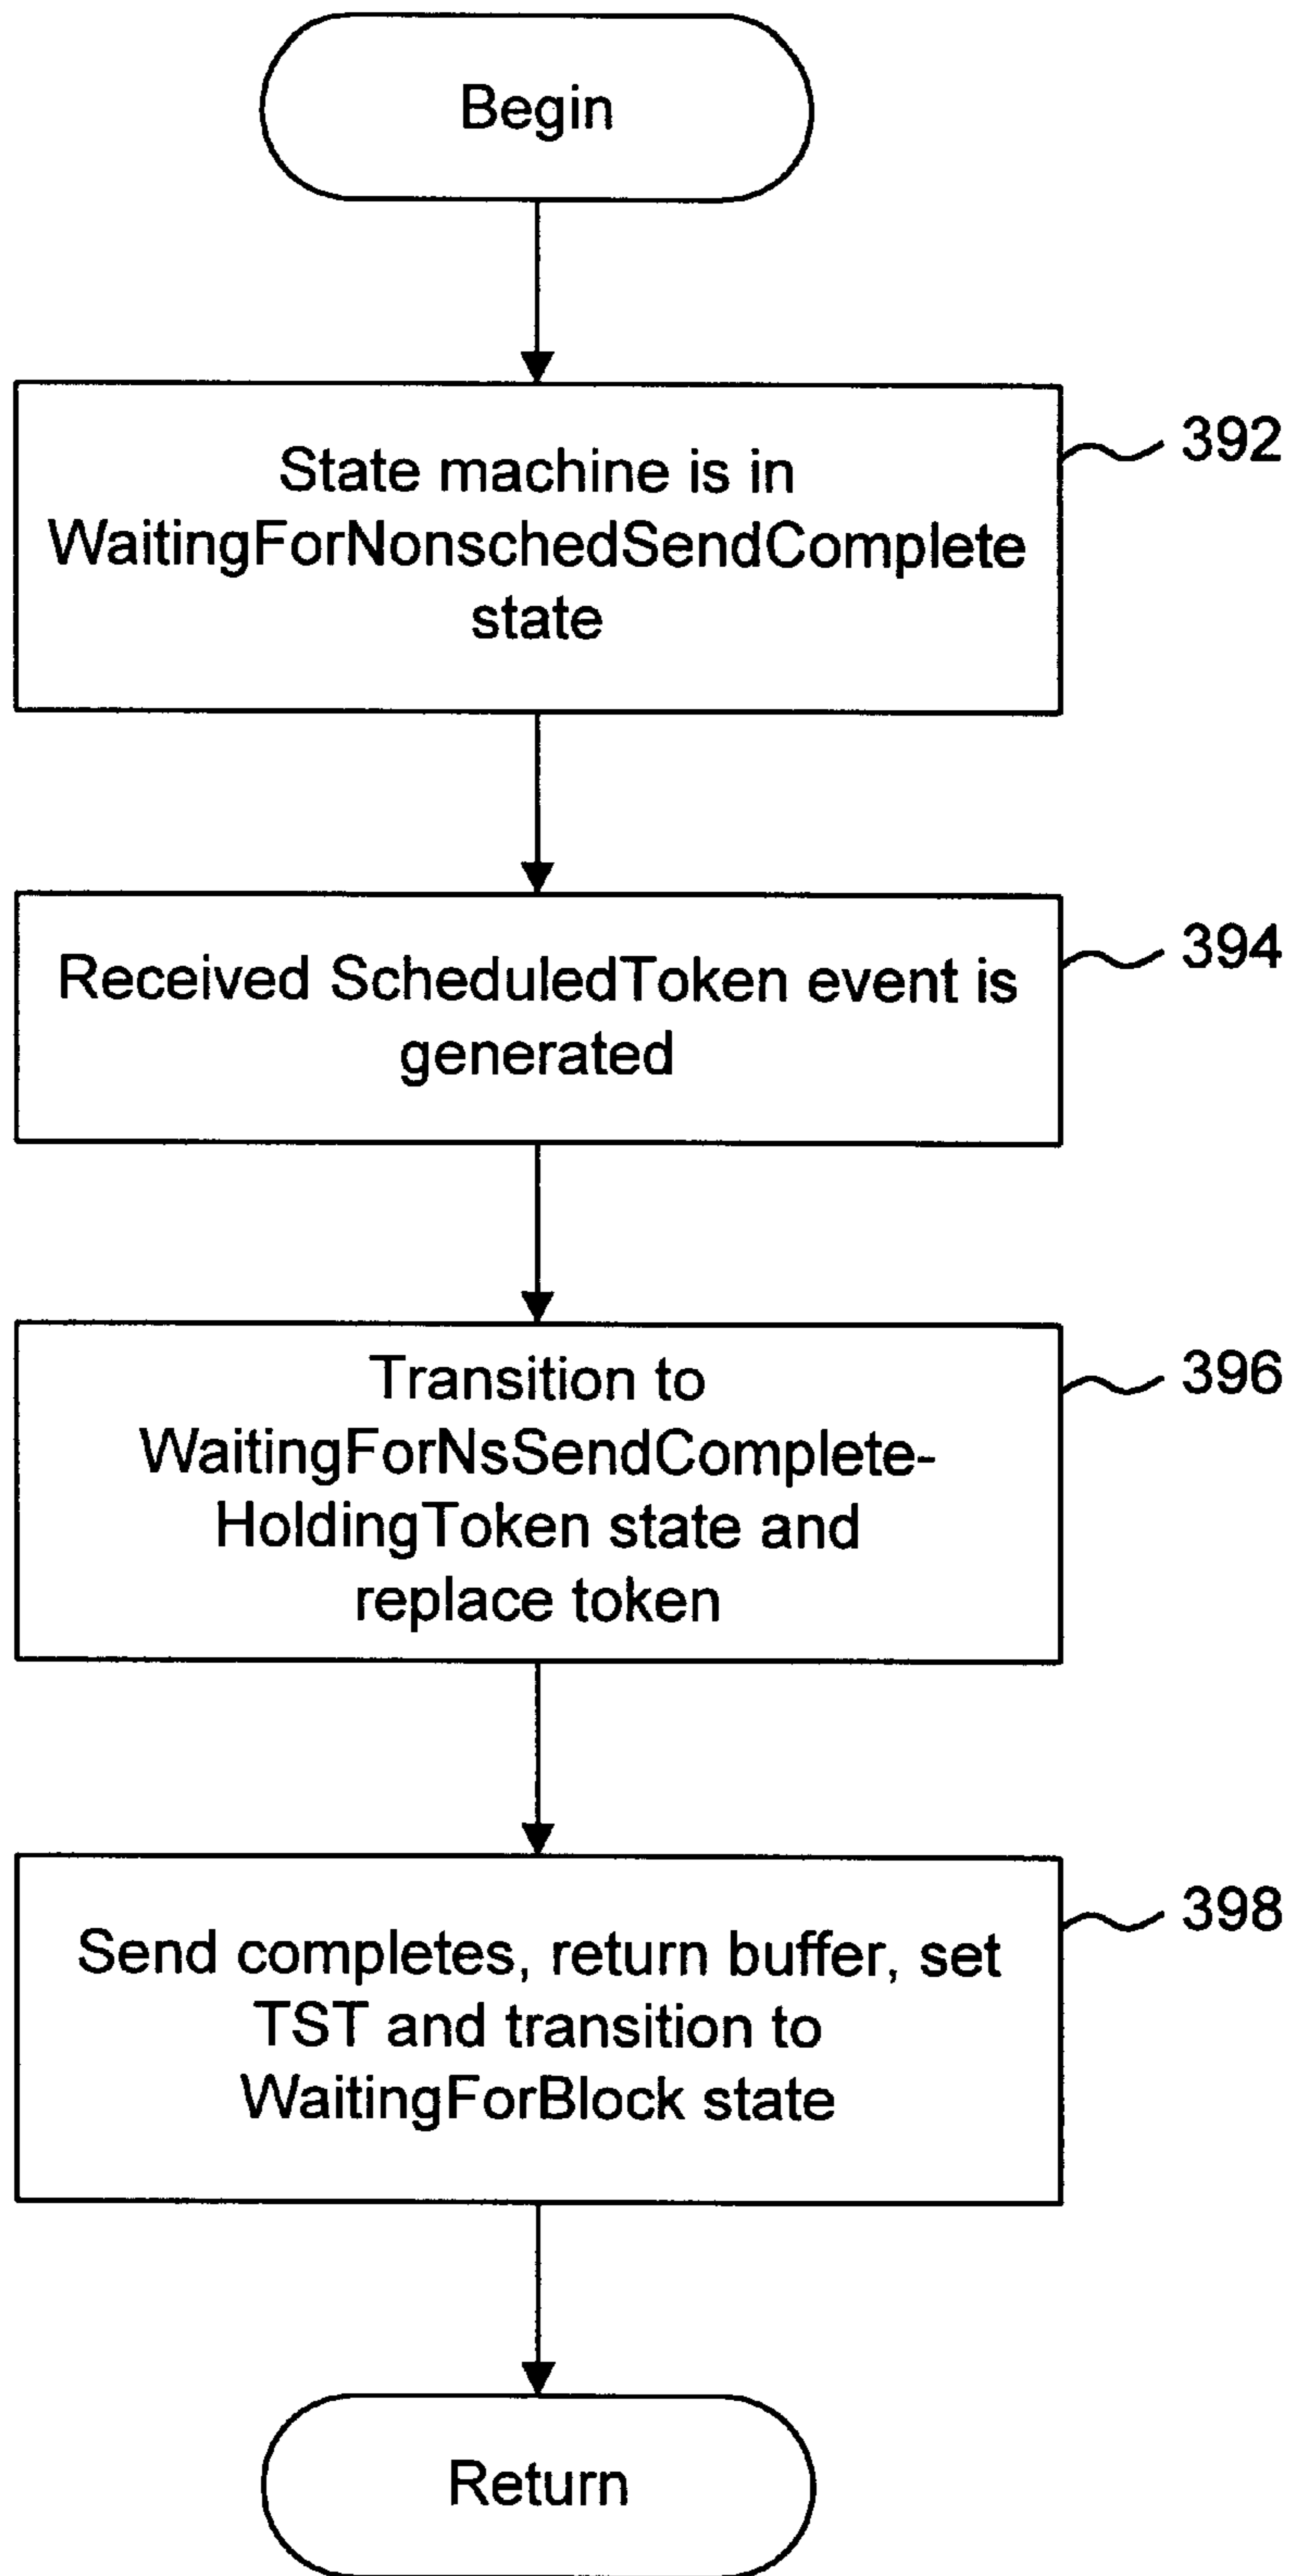 Begin
State machine is in
WaitingForNonschedSendComplete
state
392
Received ScheduledToken event is
generated
394
Transition to
WaitingForNsSendComplete-
HoldingToken state and
replace token
396
Send completes, return buffer, set
TST and transition to
WaitingForBlock state
398
Return